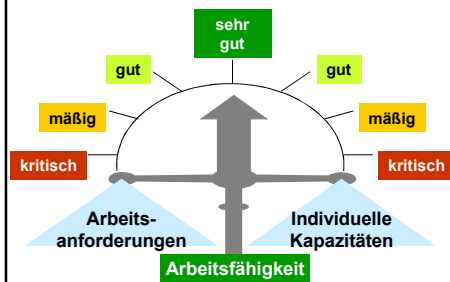 sehr
gut
gut
gut
mäßig
mäßig
kritisch
kritisch
Arbeits-
anforderungen
Individuelle
Kapazitäten
Arbeitsfähigkeit